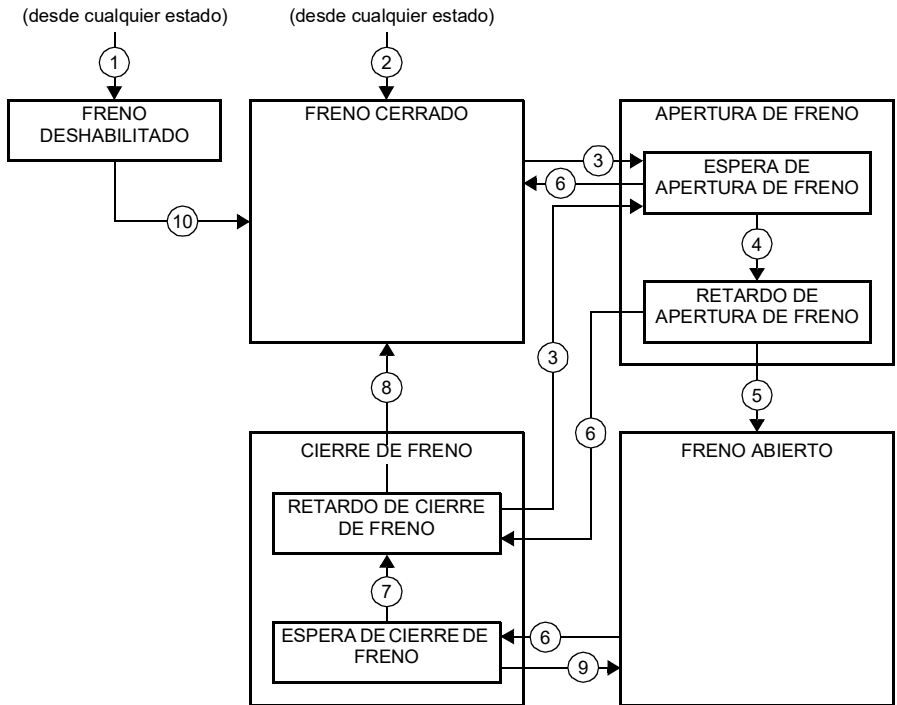 (desde cualquier estado)
(desde cualquier estado)
1
2
FRENO
DESHABILITADO
FRENO CERRADO
APERTURA DE FRENO
3
ESPERA DE
APERTURA DE FRENO
6
10
4
RETARDO DE
APERTURA DE FRENO
3
8
5
6
CIERRE DE FRENO
FRENO ABIERTO
RETARDO DE CIERRE
DE FRENO
7
ESPERA DE CIERRE DE
FRENO
6
9